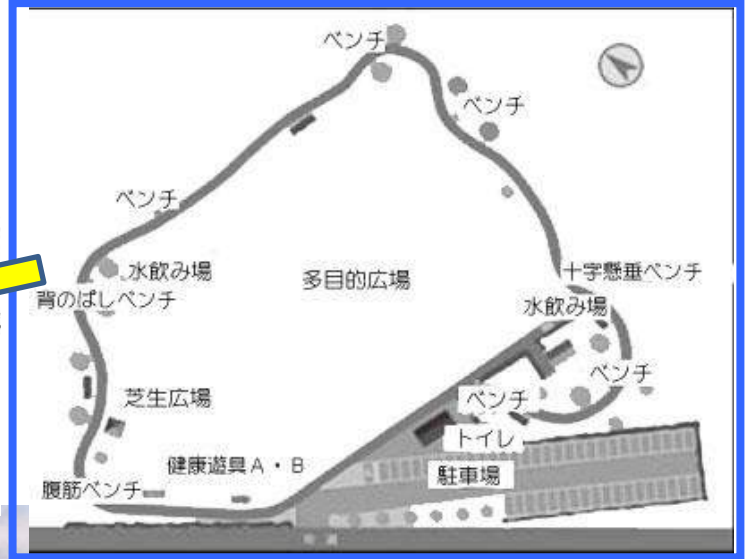 ベンチ
ベンチ
ベンチ
水飲み場
多目的広場
十字懸垂ベンチ
背のばしベンチ
水飲み場
ベンチ
芝生広場
ベンチ
トイレ
健康遊具A・B
駐車場
腹筋ベンチ